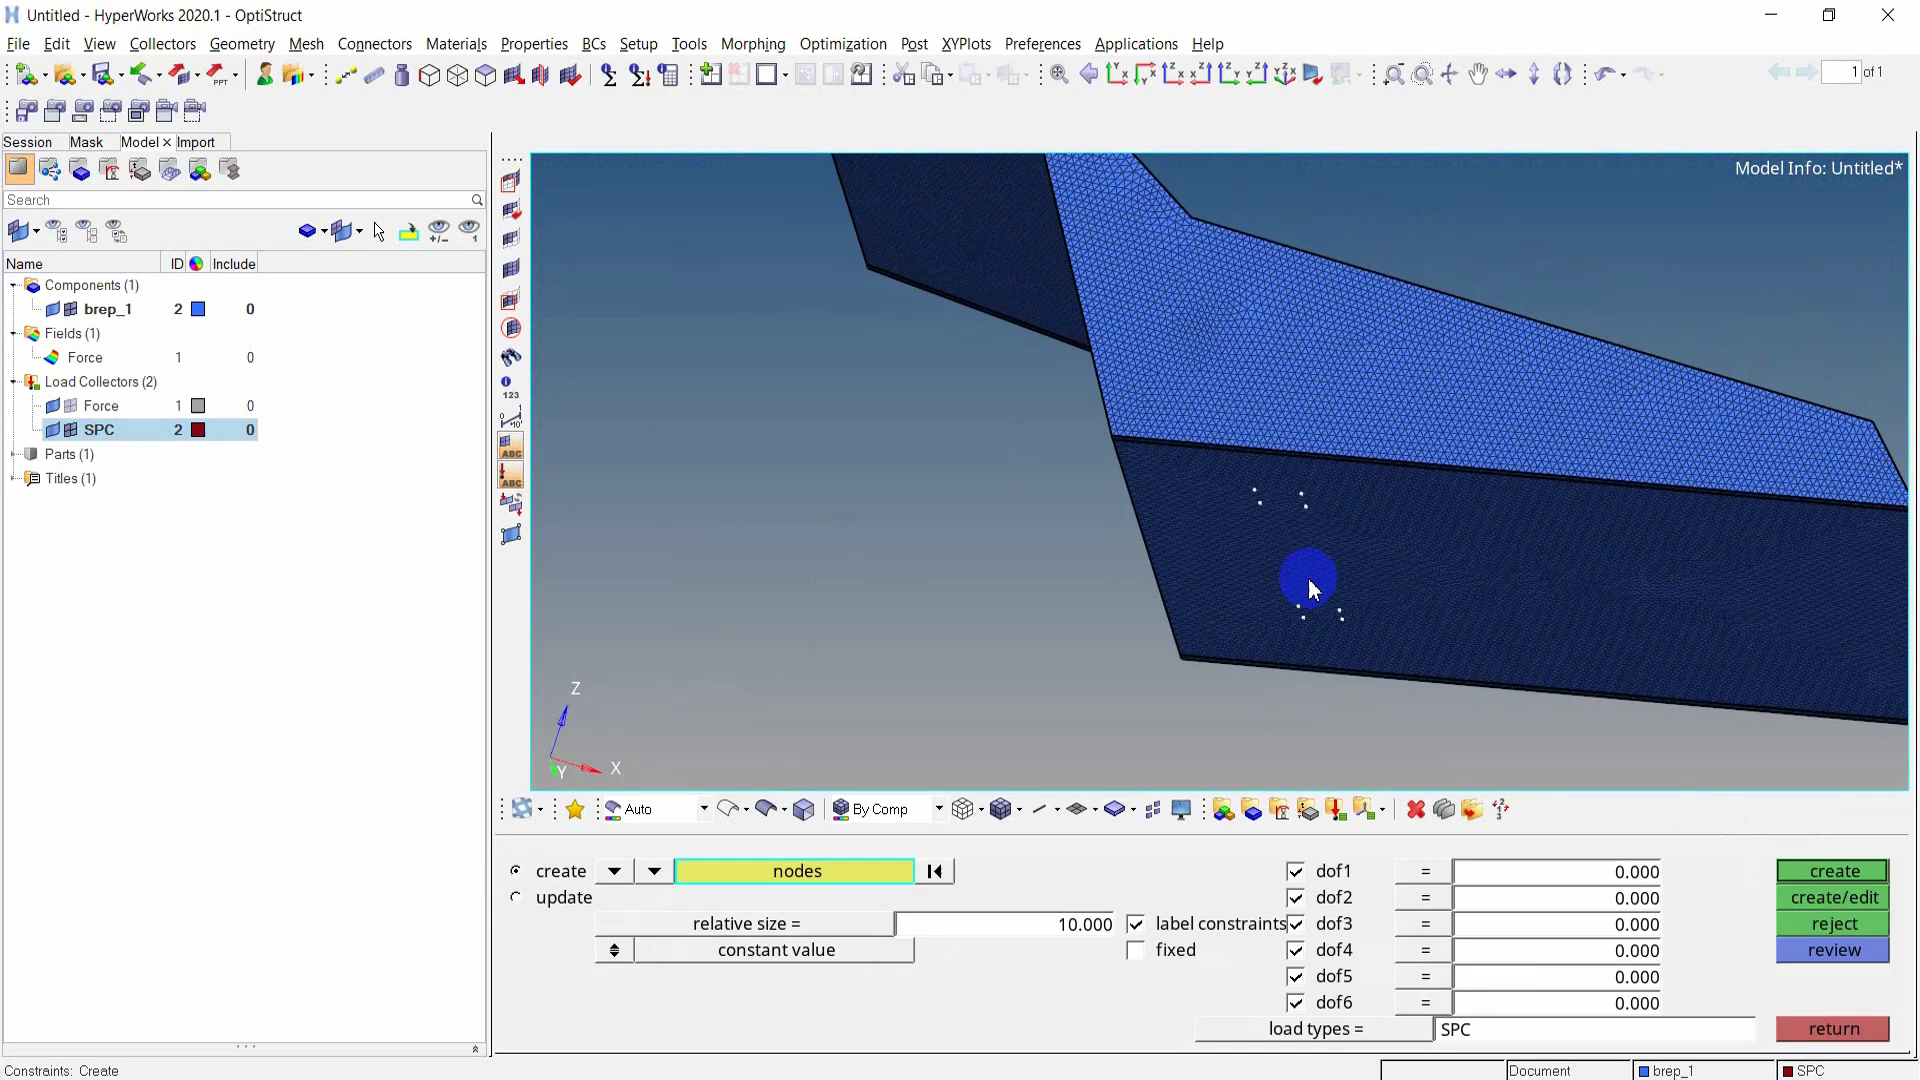 Untitled - HyperWorks 2020.1 - OptiStruct
File Edit View Collectors Geometry Mesh Connectors Materials Properties BCs Setup Tools Morphing Optimization Post XYPlots Preferences Applications Help
1 of 1
Session Mask Model × Import
Search
Name ID Include
Components (1)
brep_1 2 0
Fields (1)
Force 1 0
Load Collectors (2)
Force 1 0
SPC 2 0
Parts (1)
Titles (1)
123
ABC
ABC
Model Info: Untitled*
Z
Y X
Auto By Comp
create nodes dof1 = 0.000 create
update dof2 = 0.000 create/edit
relative size = 10.000 label constraints dof3 = 0.000 reject
constant value fixed dof4 = 0.000 review
dof5 = 0.000
dof6 = 0.000
load types = SPC return
Constraints: Create Document brep_1 SPC